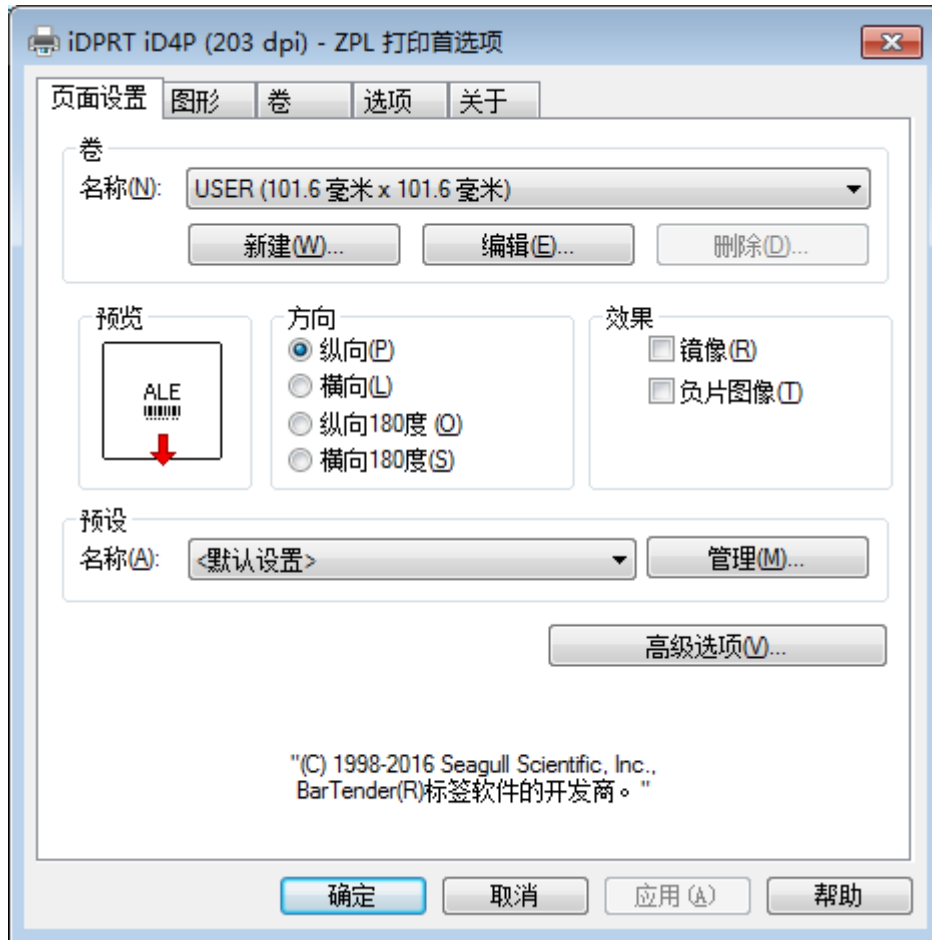 iDPRT iD4P (203 dpi) - ZPL 打印首选项
页面设置 图形 卷 选项 关于
卷
名称(N): USER (101.6 毫米 x 101.6 毫米)
新建(W)... 编辑(E)... 删除(D)...
预览 方向 效果
纵向(P) 镜像(R)
ALE 横向(L) 负片图像(T)
纵向180度 (O)
横向180度(S)
预设
名称(A): <默认设置> 管理(M)...
高级选项(V)...
"(C) 1998-2016 Seagull Scientific, Inc.,
BarTender(R)标签软件的开发商。"
确定 取消 应用(A) 帮助